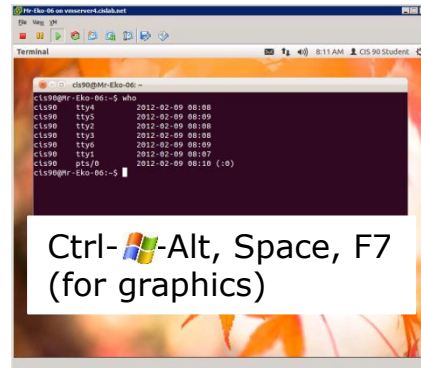 Mr-Eko-06 on vmserver4.cislab.net
File View VM
Terminal 8:11 AM CIS 90 Student
cis90@Mr-Eko-06: ~
cis90@Mr-Eko-06:~$ who
cis90 tty4 2012-02-09 08:08
cis90 tty5 2012-02-09 08:09
cis90 tty2 2012-02-09 08:08
cis90 tty3 2012-02-09 08:08
cis90 tty6 2012-02-09 08:09
cis90 tty1 2012-02-09 08:07
cis90 pts/0 2012-02-09 08:10 (:0)
cis90@Mr-Eko-06:~$
Ctrl- -Alt, Space, F7
(for graphics)